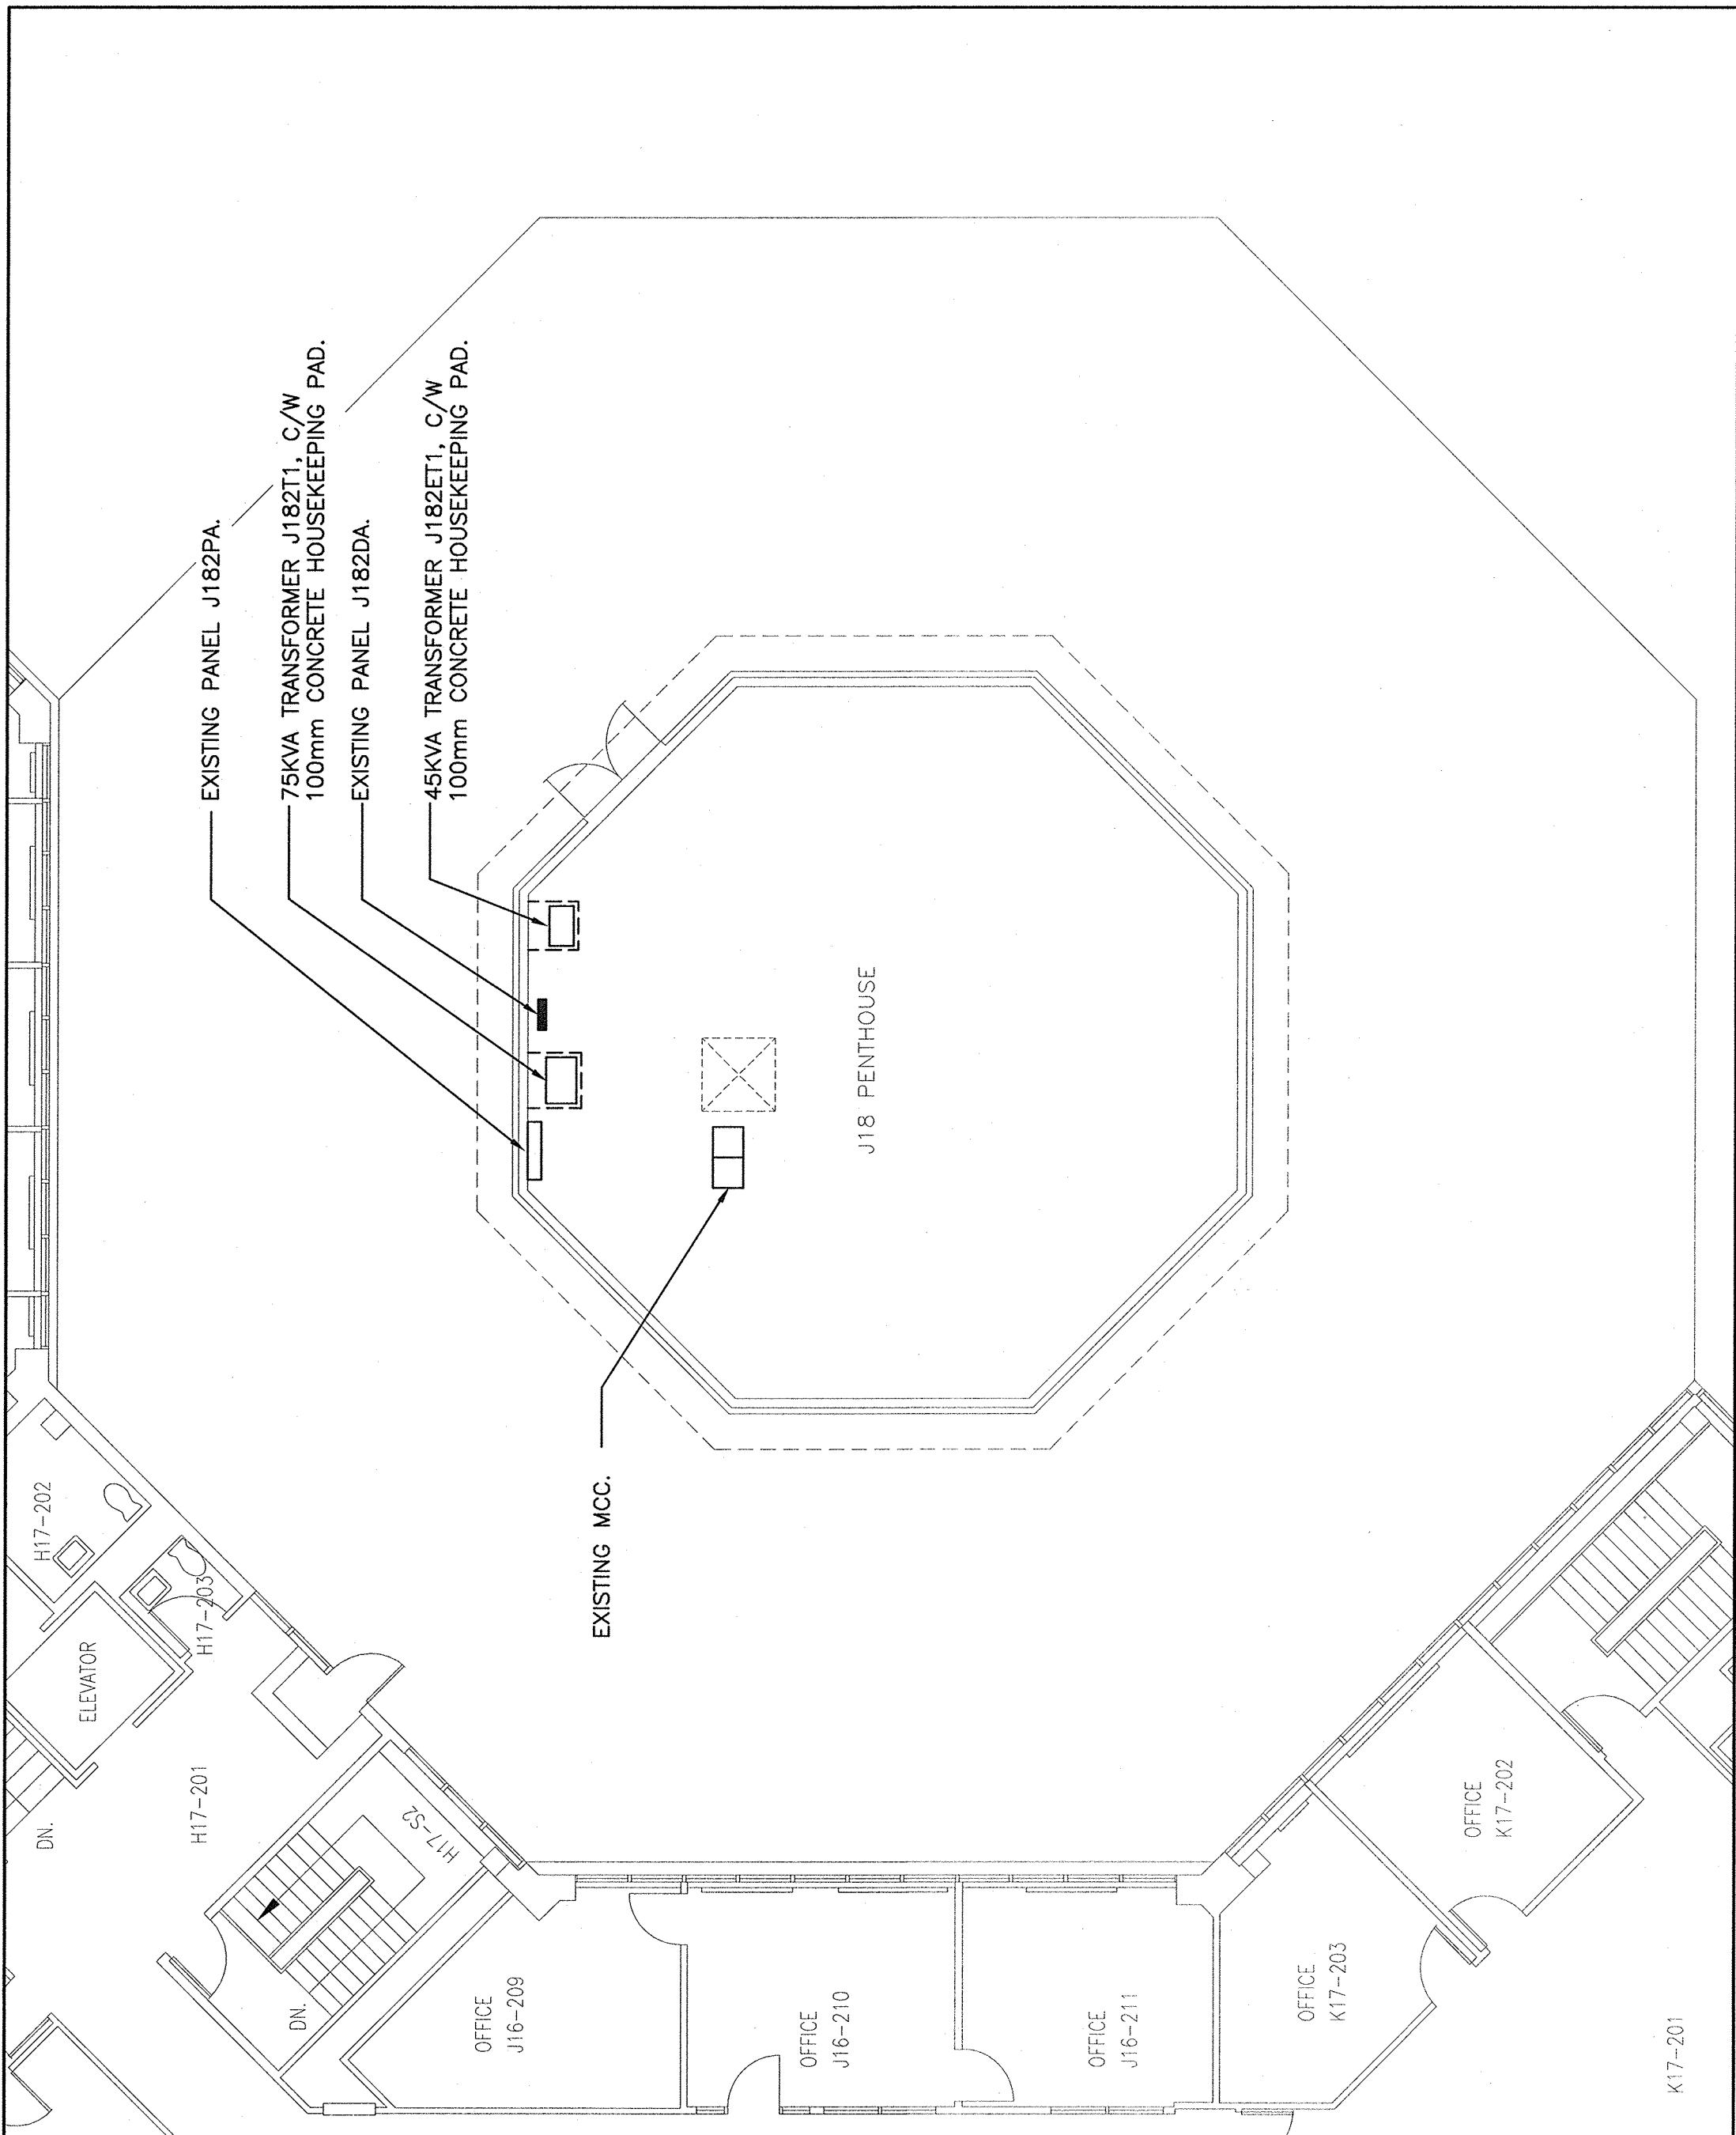 EXISTING PANEL J182PA.
75KVA TRANSFORMER J182T1, C/W
100mm CONCRETE HOUSEKEEPING PAD.
EXISTING PANEL J182DA.
45KVA TRANSFORMER J182ET1, C/W
100mm CONCRETE HOUSEKEEPING PAD.
J18 PENTHOUSE
EXISTING MCC.
H17-202
H17-203
ELEVATOR
H17-201
DN.
H17-S2
DN.
OFFICE
J16-209
OFFICE
J16-210
OFFICE
J16-211
OFFICE
K17-203
OFFICE
K17-202
K17-201